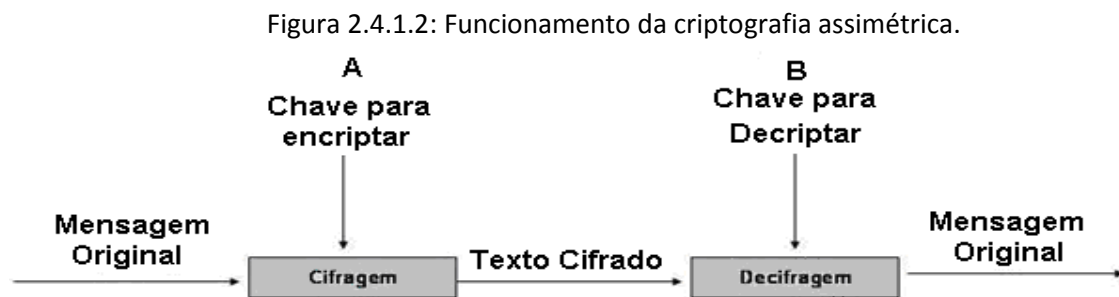 Figura 2.4.1.2: Funcionamento da criptografia assimétrica.
A
Chave para
encriptar
B
Chave para
Decriptar
Mensagem
Original
Cifragem
Texto Cifrado
Decifragem
Mensagem
Original